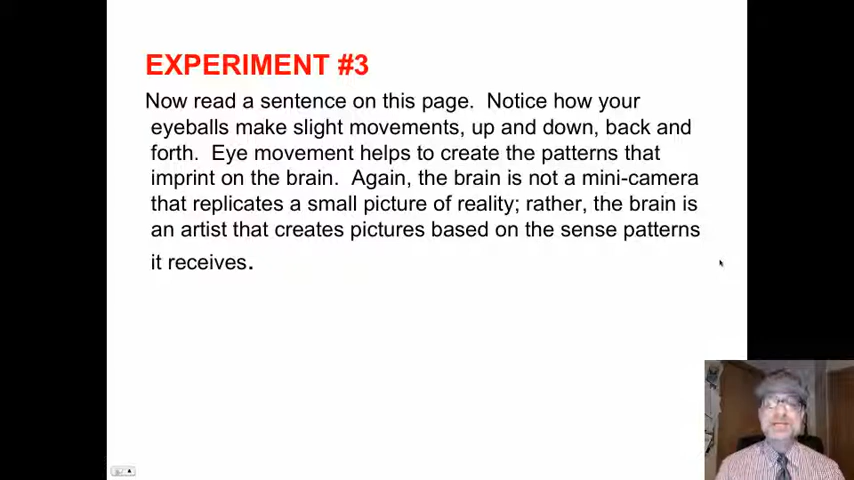 EXPERIMENT #3
Now read a sentence on this page.  Notice how your
eyeballs make slight movements, up and down, back and
forth.  Eye movement helps to create the patterns that
imprint on the brain.  Again, the brain is not a mini-camera
that replicates a small picture of reality; rather, the brain is
an artist that creates pictures based on the sense patterns
it receives.